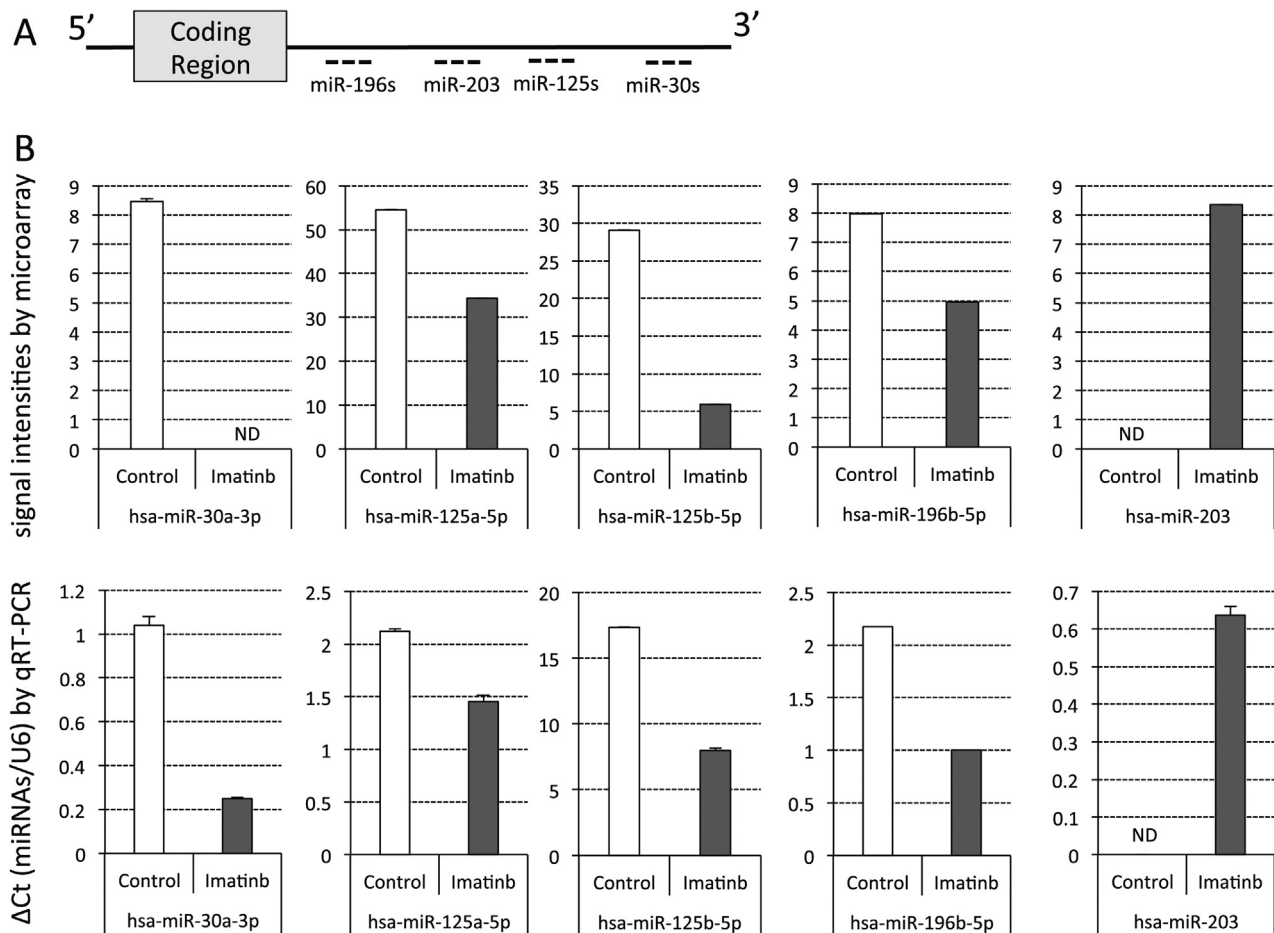 A
5’
Coding
Region
3’
miR-196s
miR-203
miR-125s
miR-30s
B
signal intensities by microarray
9
8
7
6
5
4
3
2
1
0
ND
Control
Imatinb
hsa-miR-30a-3p
60
50
40
30
20
10
0
Control
Imatinb
hsa-miR-125a-5p
35
30
25
20
15
10
5
0
Control
Imatinb
hsa-miR-125b-5p
9
8
7
6
5
4
3
2
1
0
Control
Imatinb
hsa-miR-196b-5p
9
8
7
6
5
4
3
2
1
0
ND
Control
Imatinb
hsa-miR-203
ΔCt (miRNAs/U6) by qRT-PCR
1.2
1
0.8
0.6
0.4
0.2
0
Control
Imatinb
hsa-miR-30a-3p
2.5
2
1.5
1
0.5
0
Control
Imatinb
hsa-miR-125a-5p
20
15
10
5
0
Control
Imatinb
hsa-miR-125b-5p
2.5
2
1.5
1
0.5
0
Control
Imatinb
hsa-miR-196b-5p
0.7
0.6
0.5
0.4
0.3
0.2
0.1
0
ND
Control
Imatinb
hsa-miR-203